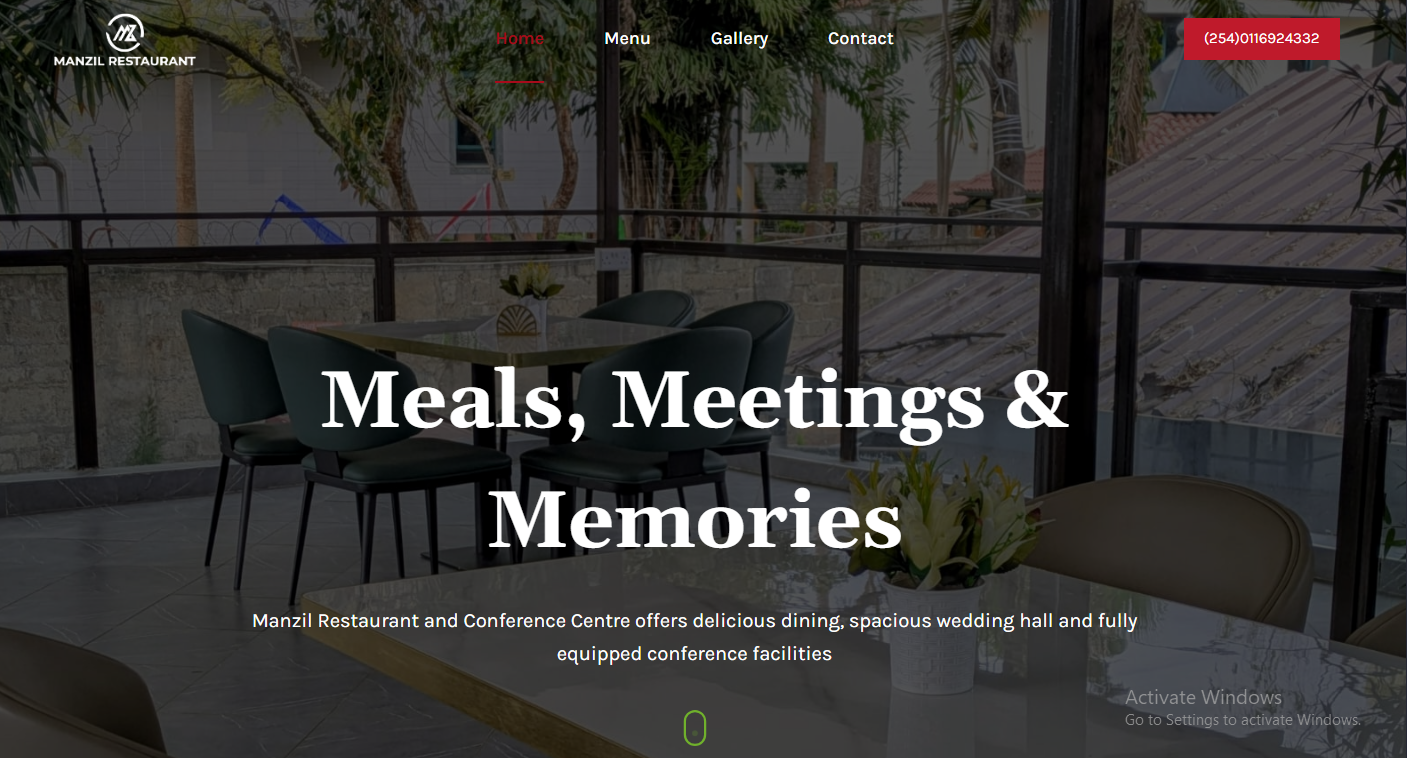 MANZIL RESTAURANT
Home
Menu
Gallery
Contact
(254)0116924332
Meals, Meetings &
Memories
Manzil Restaurant and Conference Centre offers delicious dining, spacious wedding hall and fully
equipped conference facilities
Activate Windows
Go to Settings to activate Windows.